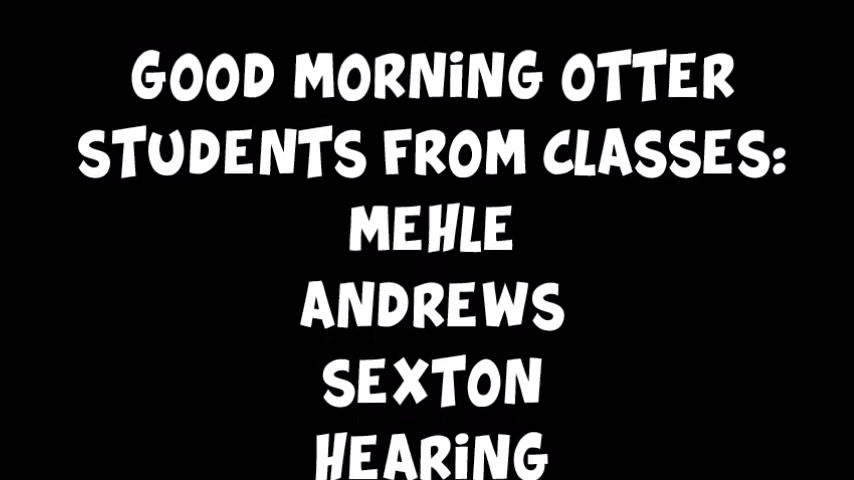 GOOD MORNING OTTER
STUDENTS FROM CLASSES:
MEHLE
ANDREWS
SEXTON
HEARING